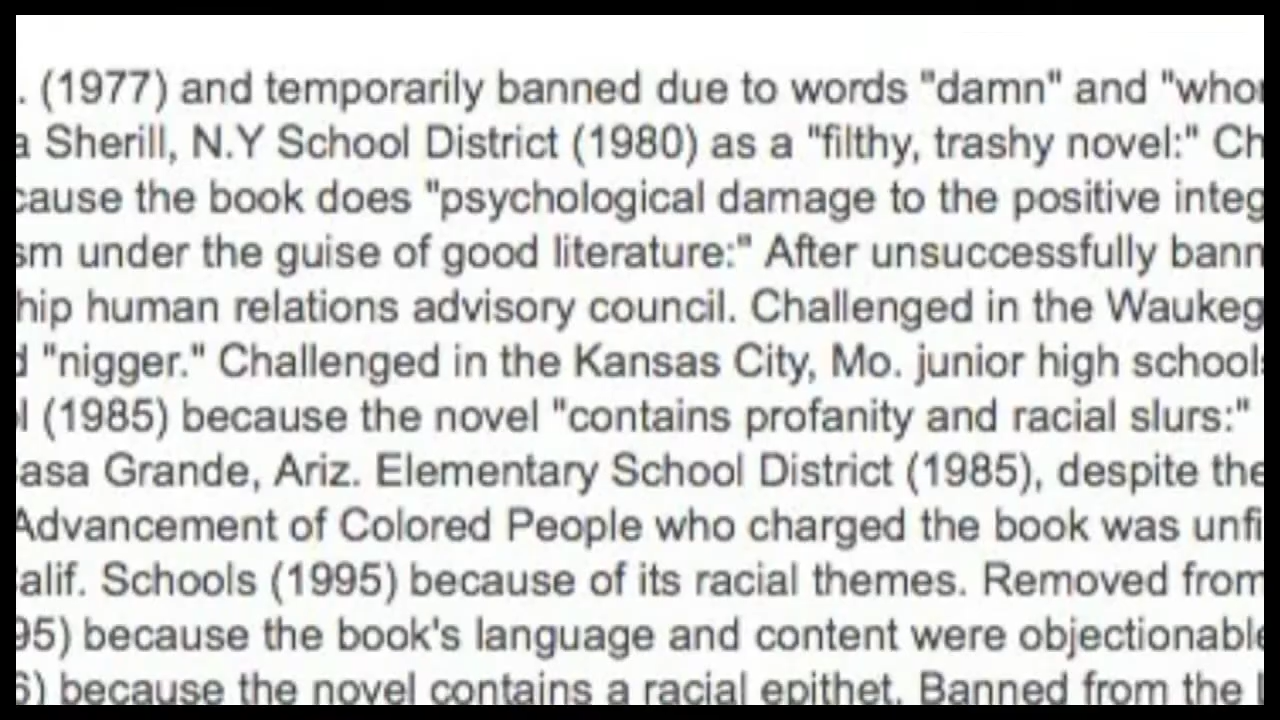 . (1977) and temporarily banned due to words "damn" and "whor
a Sherill, N.Y School District (1980) as a "filthy, trashy novel:" Ch
cause the book does "psychological damage to the positive integ
sm under the guise of good literature:" After unsuccessfully bann
hip human relations advisory council. Challenged in the Waukeg
d "nigger." Challenged in the Kansas City, Mo. junior high schools
l (1985) because the novel "contains profanity and racial slurs:"
asa Grande, Ariz. Elementary School District (1985), despite the
Advancement of Colored People who charged the book was unfi
alif. Schools (1995) because of its racial themes. Removed from
95) because the book's language and content were objectionable
6) because the novel contains a racial epithet. Banned from the